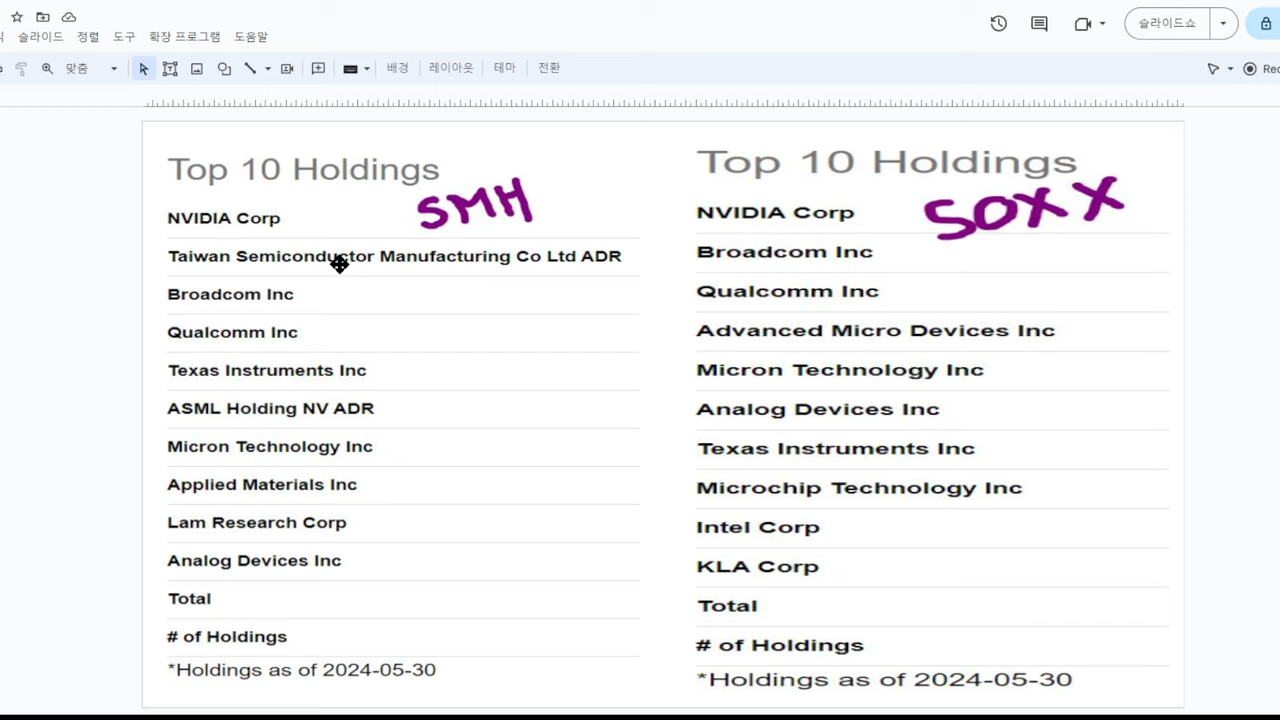 슬라이드 정렬 도구 확장 프로그램 도움말
슬라이드쇼
맞춤 배경 레이아웃 테마 전환
Rec
Top 10 Holdings
SMH
NVIDIA Corp
Taiwan Semiconductor Manufacturing Co Ltd ADR
Broadcom Inc
Qualcomm Inc
Texas Instruments Inc
ASML Holding NV ADR
Micron Technology Inc
Applied Materials Inc
Lam Research Corp
Analog Devices Inc
Total
# of Holdings
*Holdings as of 2024-05-30
Top 10 Holdings
SOXX
NVIDIA Corp
Broadcom Inc
Qualcomm Inc
Advanced Micro Devices Inc
Micron Technology Inc
Analog Devices Inc
Texas Instruments Inc
Microchip Technology Inc
Intel Corp
KLA Corp
Total
# of Holdings
*Holdings as of 2024-05-30